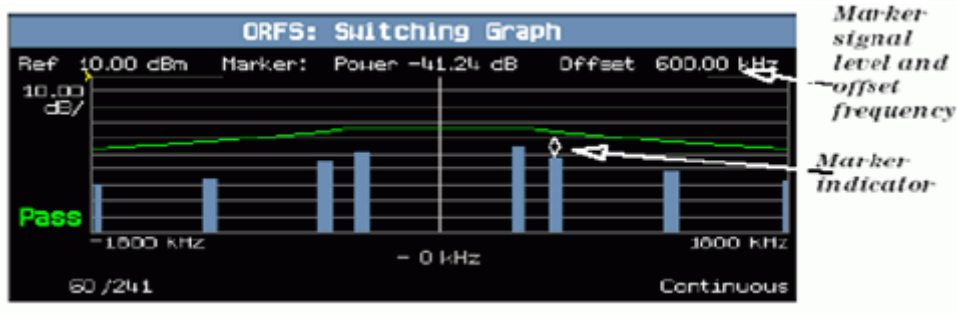 ORFS: Switching Graph
Ref 10.00 dBm Marker: Power -41.24 dB Offset 600.00 kHz
10.00
dB/
Pass
-1800 kHz
1800 kHz
- 0 kHz
60 /241
Continuous
Marker
signal
level and
offset
frequency
Marker
indicator